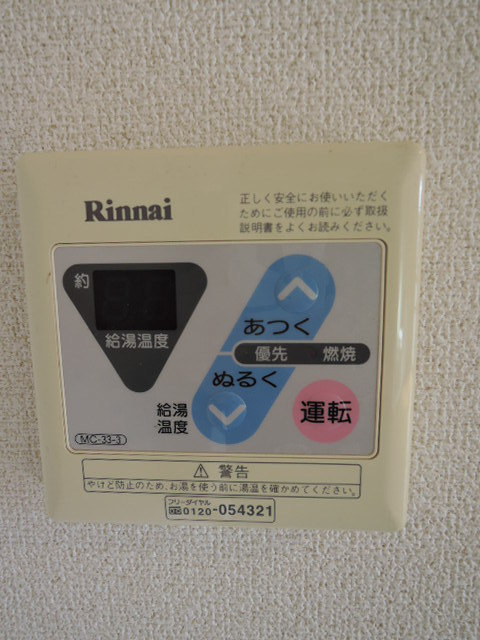 Rinnai
正しく安全にお使いいただく
ためにご使用の前に必ず取扱
説明書をよくお読みください。
約
給湯温度
あつく
優先 燃焼
ぬるく
給湯
温度
運転
MC-33-3
⚠ 警告
やけど防止のため、お湯を使う前に湯温を確かめてください。
フリーダイヤル
0120-054321